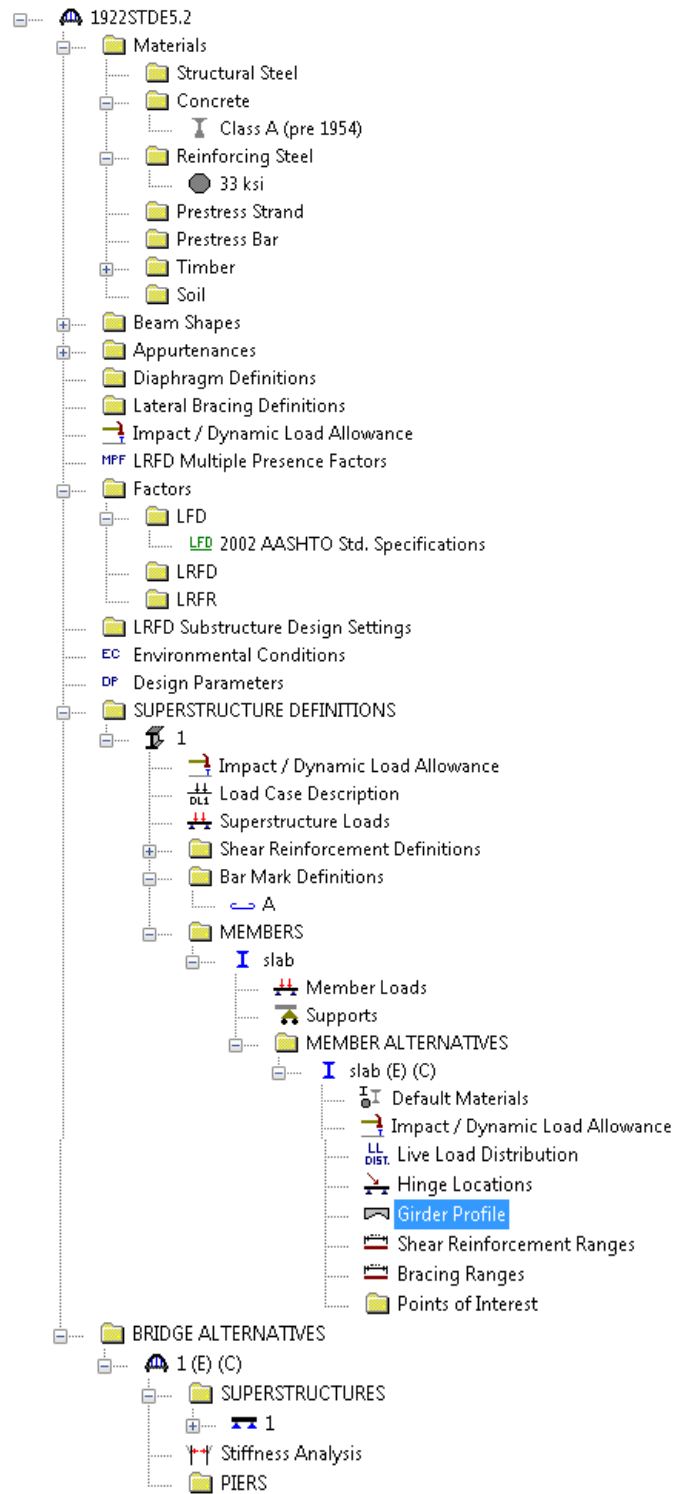 1922STDE5.2
Materials
Structural Steel
Concrete
Class A (pre 1954)
Reinforcing Steel
33 ksi
Prestress Strand
Prestress Bar
Timber
Soil
Beam Shapes
Appurtenances
Diaphragm Definitions
Lateral Bracing Definitions
Impact / Dynamic Load Allowance
MPF LRFD Multiple Presence Factors
Factors
LFD
LFD 2002 AASHTO Std. Specifications
LRFD
LRFR
LRFD Substructure Design Settings
EC Environmental Conditions
DP Design Parameters
SUPERSTRUCTURE DEFINITIONS
1
Impact / Dynamic Load Allowance
DL1 Load Case Description
Superstructure Loads
Shear Reinforcement Definitions
Bar Mark Definitions
A
MEMBERS
slab
Member Loads
Supports
MEMBER ALTERNATIVES
slab (E) (C)
Default Materials
Impact / Dynamic Load Allowance
LL DIST. Live Load Distribution
Hinge Locations
Girder Profile
Shear Reinforcement Ranges
Bracing Ranges
Points of Interest
BRIDGE ALTERNATIVES
1 (E) (C)
SUPERSTRUCTURES
1
Stiffness Analysis
PIERS